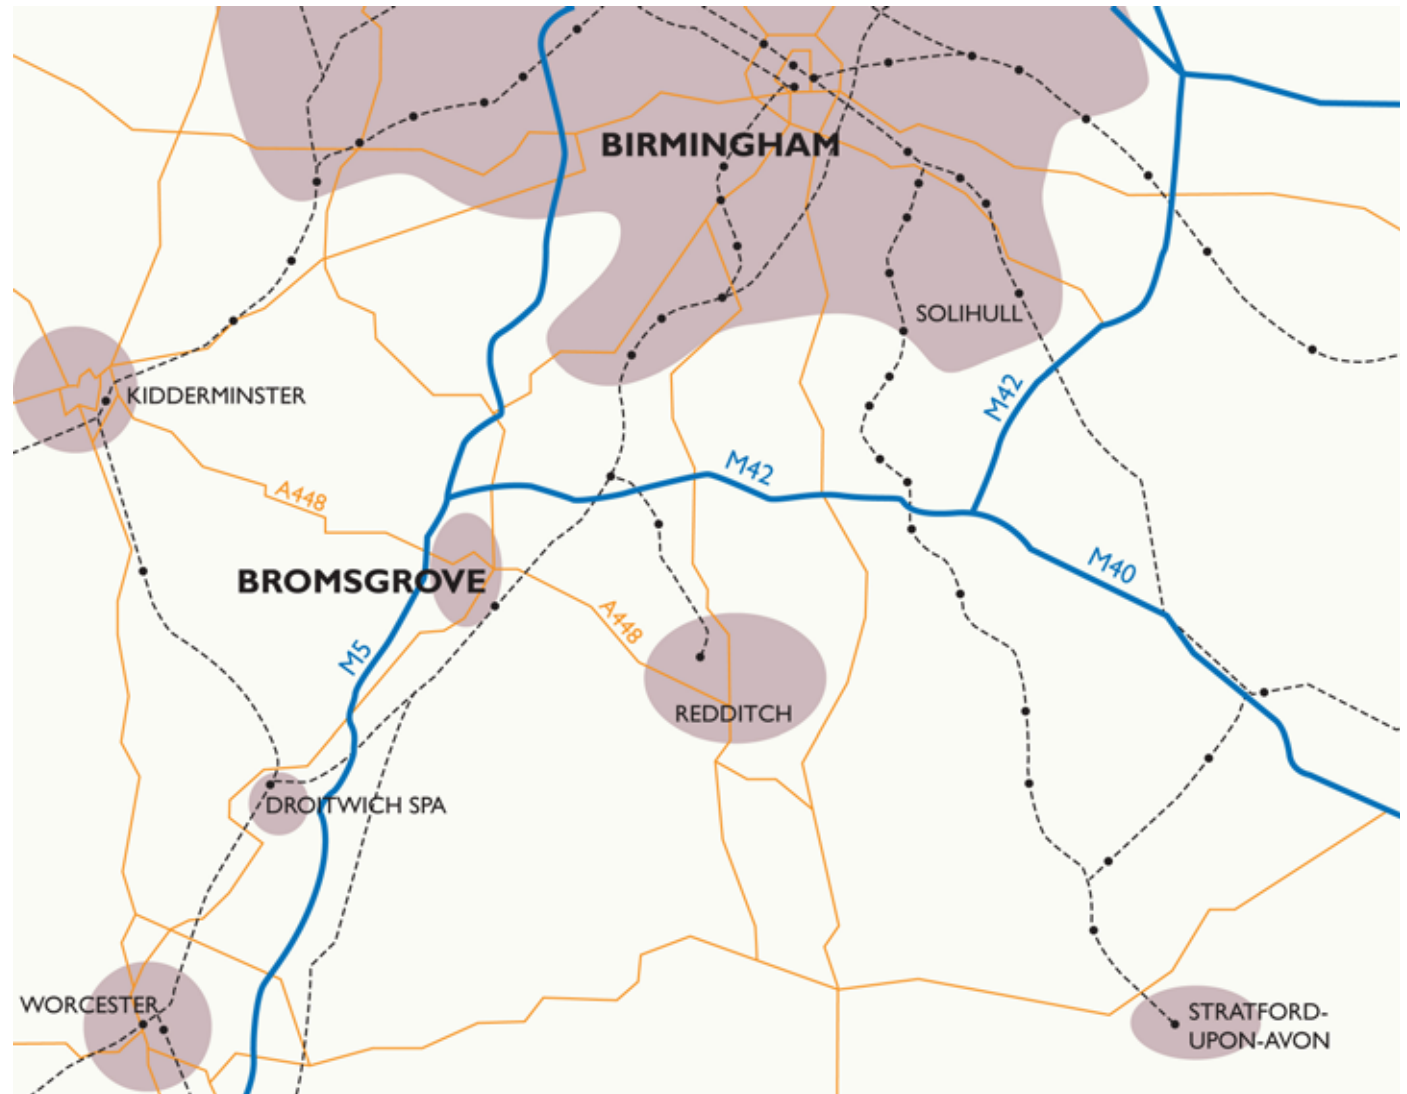 BIRMINGHAM
SOLIHULL
M42
KIDDERMINSTER
M42
A448
M40
BROMSGROVE
A448
M5
REDDITCH
DROITWICH SPA
WORCESTER
STRATFORD-
UPON-AVON